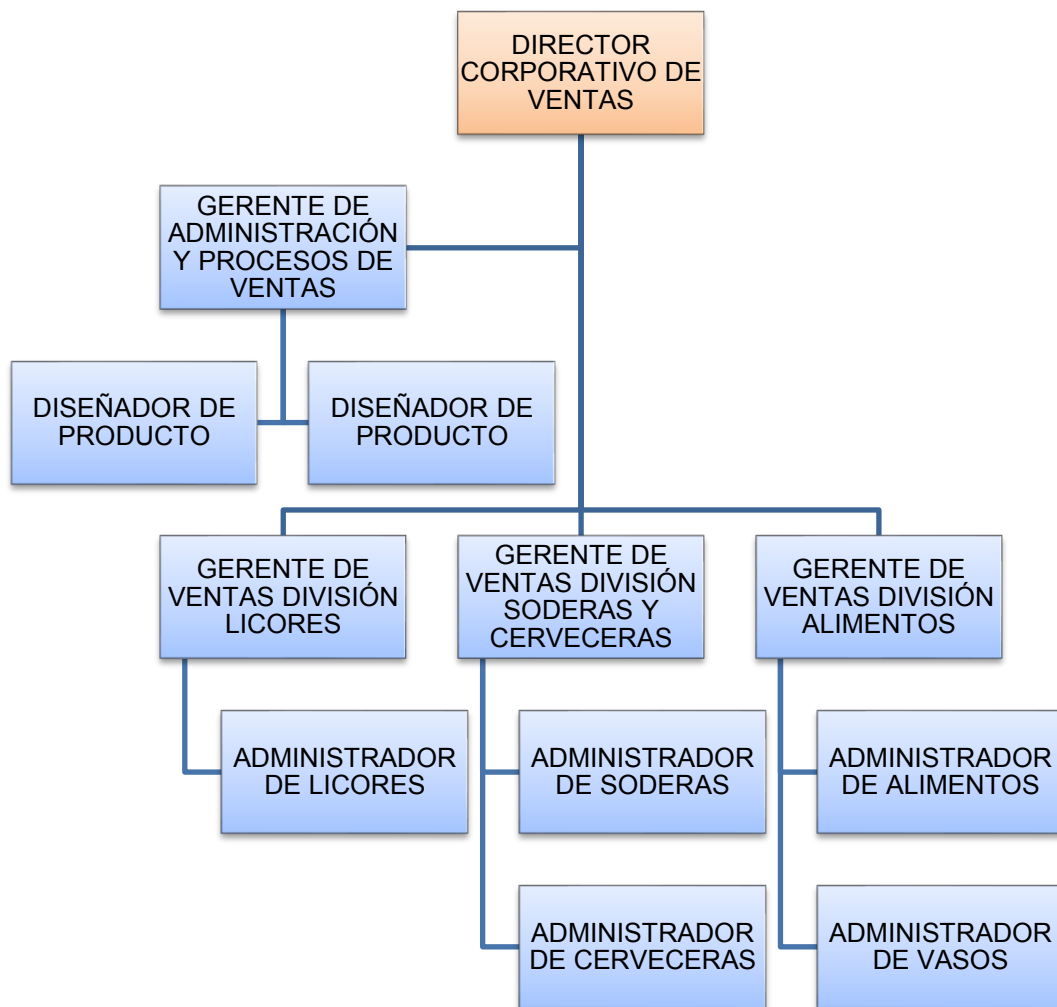 DIRECTOR
CORPORATIVO DE
VENTAS
GERENTE DE
ADMINISTRACIÓN
Y PROCESOS DE
VENTAS
DISEÑADOR DE
PRODUCTO
DISEÑADOR DE
PRODUCTO
GERENTE DE
VENTAS DIVISIÓN
LICORES
GERENTE DE
VENTAS DIVISIÓN
SODERAS Y
CERVECERAS
GERENTE DE
VENTAS DIVISIÓN
ALIMENTOS
ADMINISTRADOR
DE LICORES
ADMINISTRADOR
DE SODERAS
ADMINISTRADOR
DE ALIMENTOS
ADMINISTRADOR
DE CERVECERAS
ADMINISTRADOR
DE VASOS